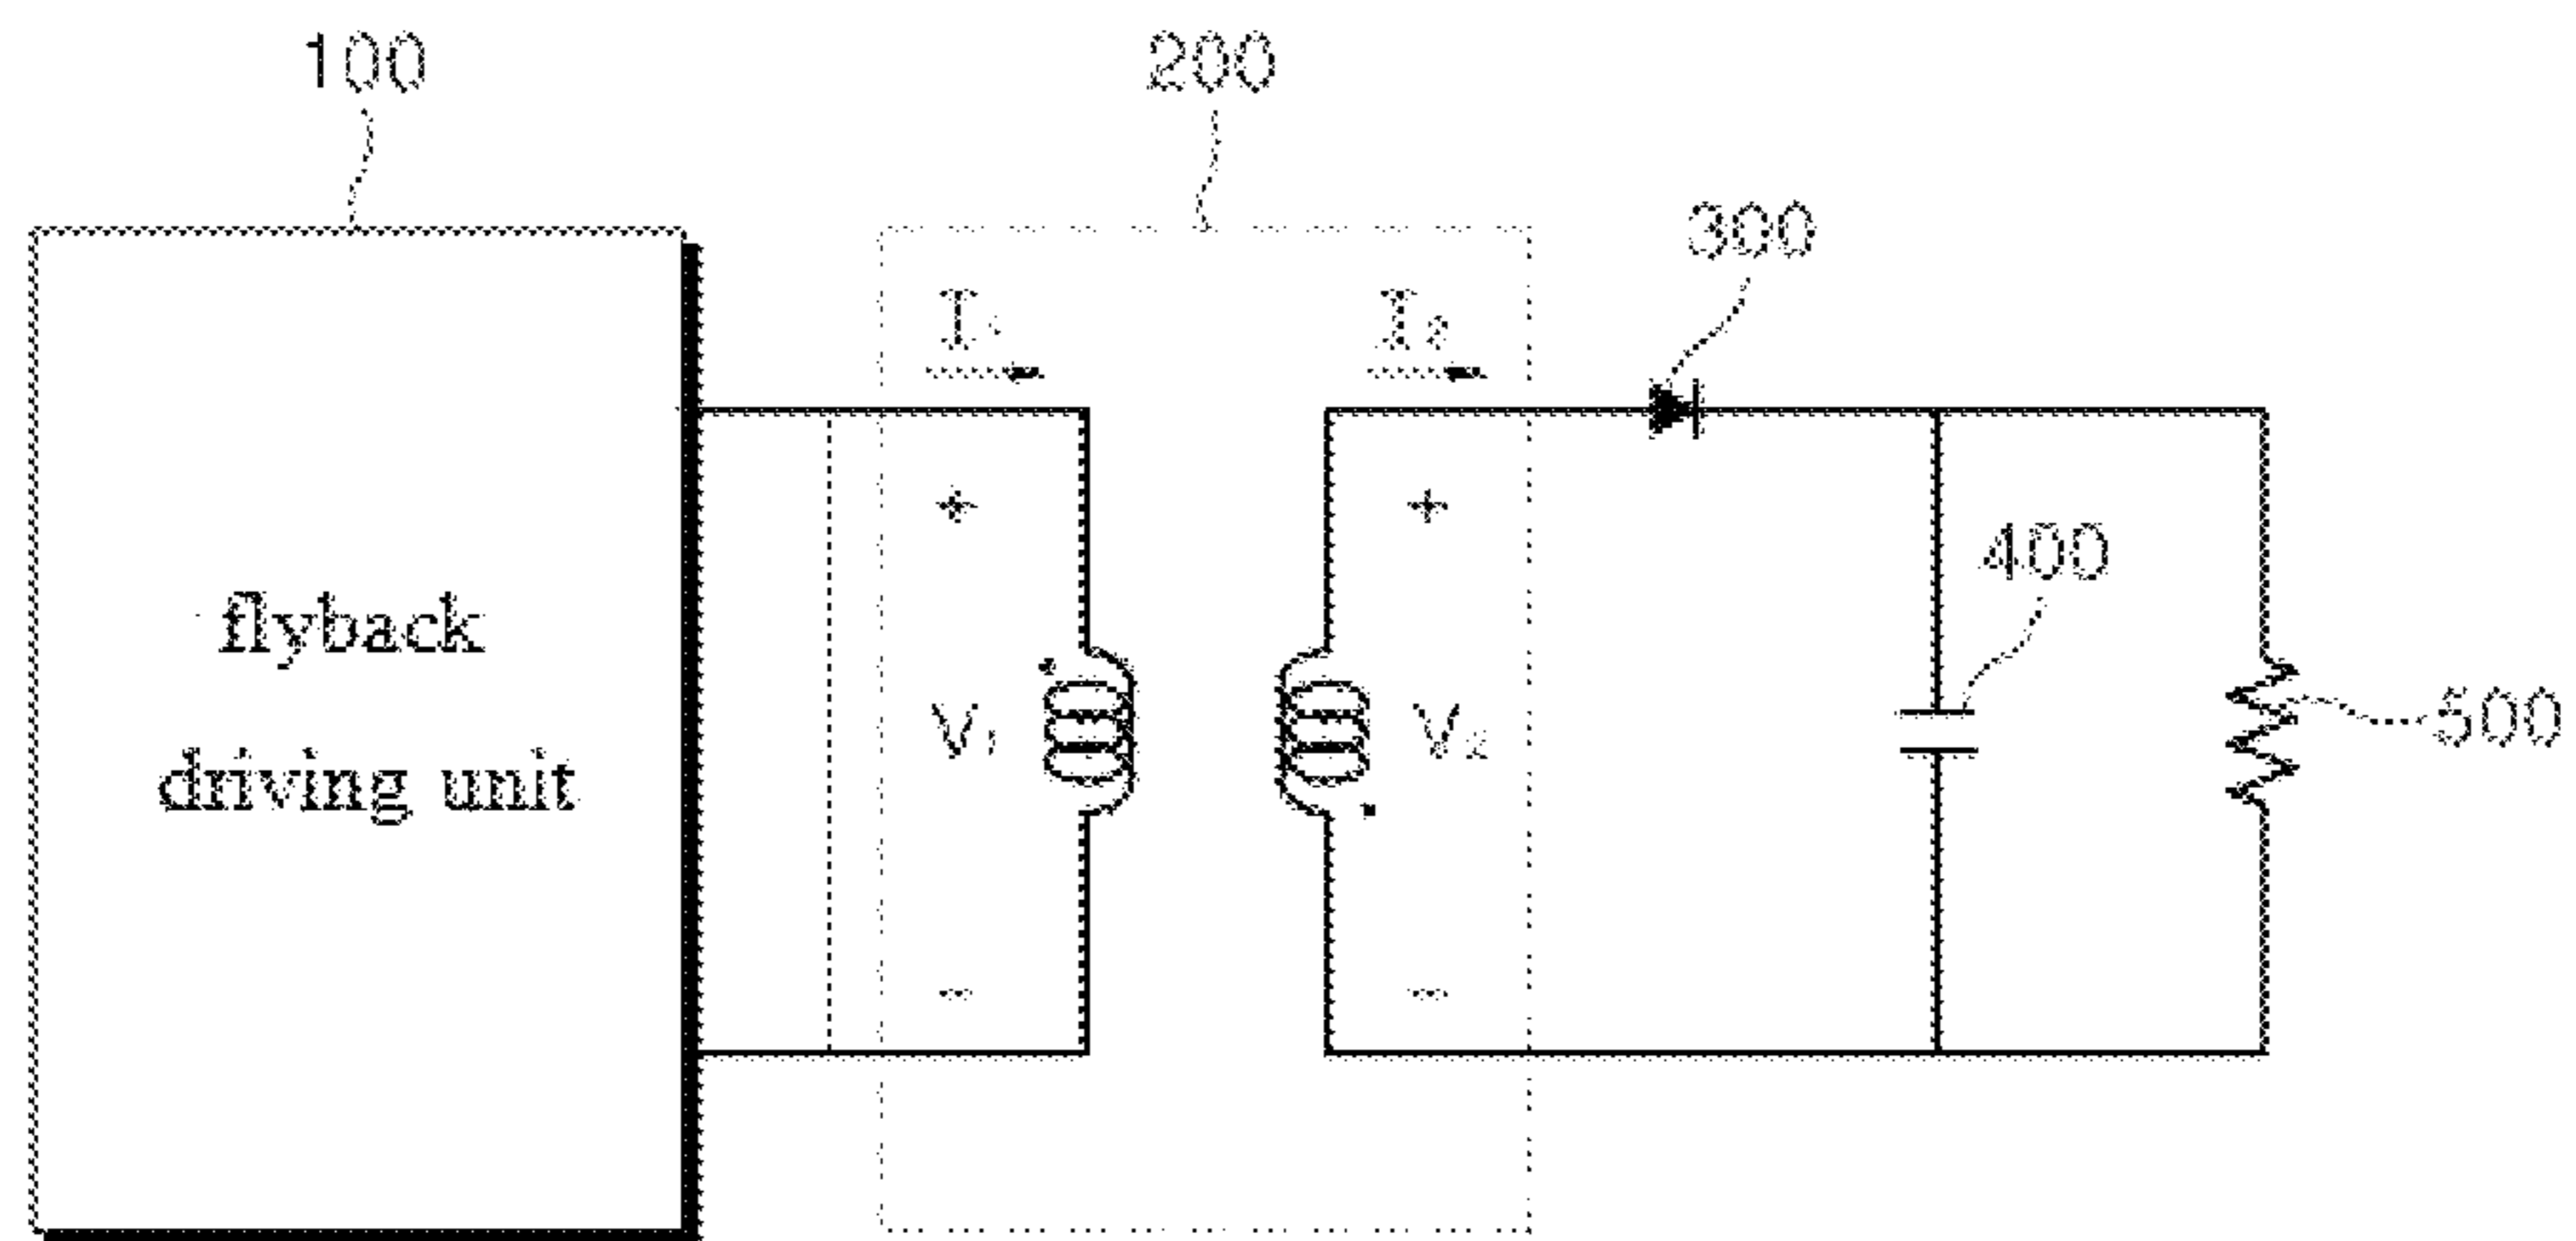 100
200
300
I₁
I₂
+
+
400
flyback
V₁
V₂
500
driving unit
−
−